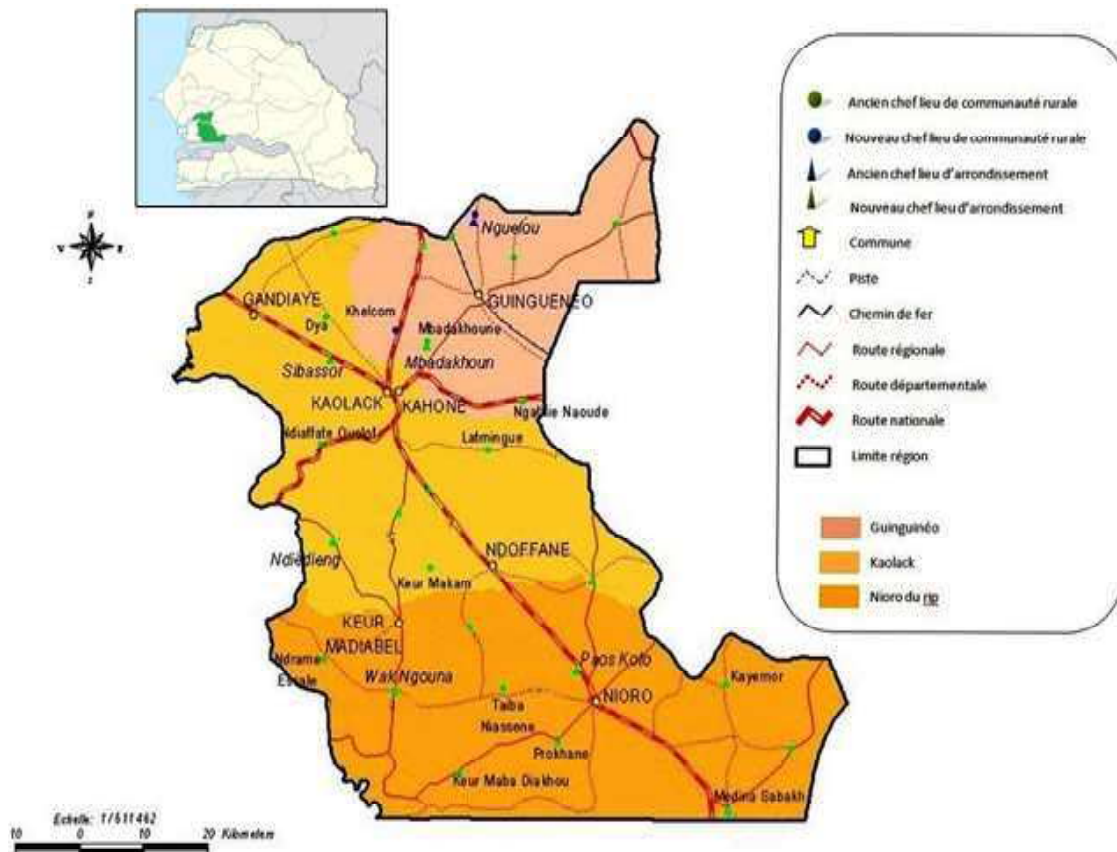 Nguelou
GUINGUENEO
GANDIAYE
Khelcom
Dya
Mbadakhoune
Sibassor
Mbadakhoun
KAOLACK
KAHONE
Ngathie Naoude
Ndiaffate Ouolof
Latmingue
Ndiédieng
NDOFFANE
Keur Makam
KEUR
MADIABEL
Ndrame
Escale
Wak Ngouna
Paos Koto
Kayemor
Taiba
Niassene
NIORO
Prokhane
Keur Maba Diakhou
Medina Sabakh
Echelle: 1/511462
10 0 10 20 Kilometers
Ancien chef lieu de communauté rurale
Nouveau chef lieu de communauté rurale
Ancien chef lieu d'arrondissement
Nouveau chef lieu d'arrondissement
Commune
Piste
Chemin de fer
Route régionale
Route départementale
Route nationale
Limite région
Guinguinéo
Kaolack
Nioro du rip